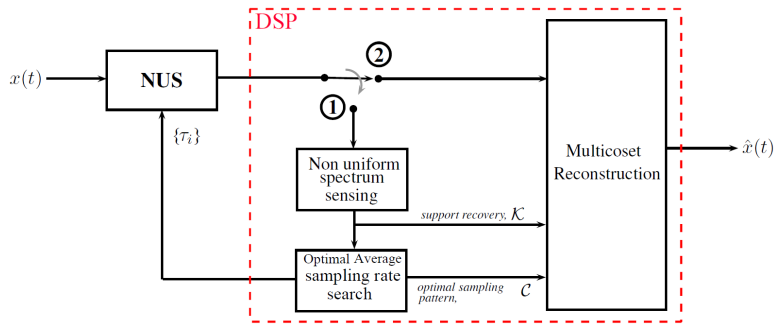 DSP
2
x(t)
NUS
1
{τᵢ}
Non uniform
spectrum
sensing
Multicoset
Reconstruction
x̂(t)
support recovery, 𝒦
Optimal Average
sampling rate
search
optimal sampling
pattern, 𝒞